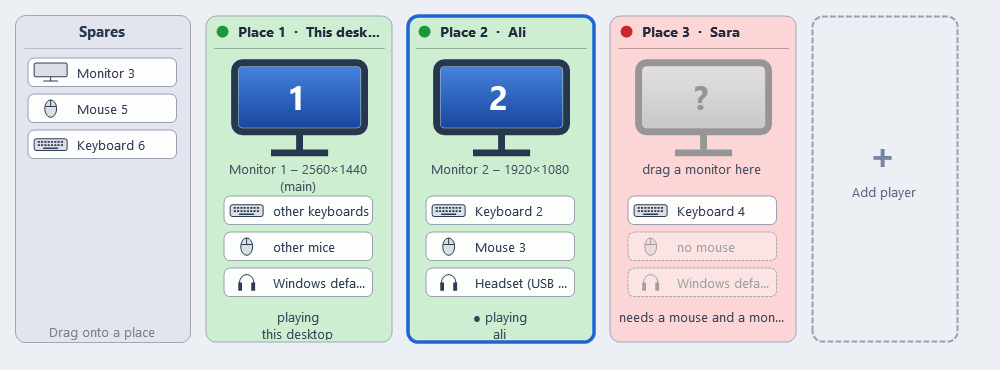 Spares
Monitor 3
Mouse 5
Keyboard 6
Drag onto a place
Place 1 · This desk...
1
Monitor 1 – 2560×1440
(main)
other keyboards
other mice
Windows defa...
playing
this desktop
Place 2 · Ali
2
Monitor 2 – 1920×1080
Keyboard 2
Mouse 3
Headset (USB ...
● playing
ali
Place 3 · Sara
?
drag a monitor here
Keyboard 4
no mouse
Windows defa...
needs a mouse and a mon...
+
Add player